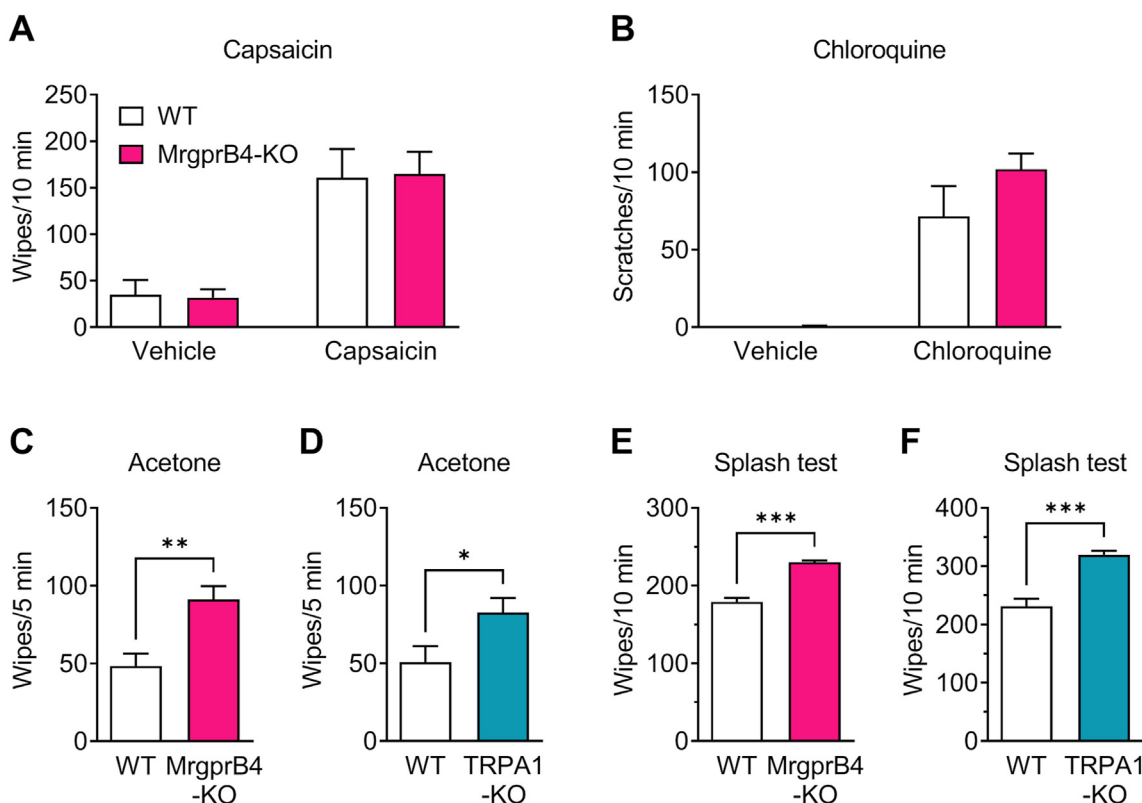 A
Capsaicin
Wipes/10 min
250
200
150
100
50
0
WT
MrgprB4-KO
Vehicle
Capsaicin
B
Chloroquine
Scratches/10 min
150
100
50
0
Vehicle
Chloroquine
C
Acetone
Wipes/5 min
150
100
50
0
**
WT
MrgprB4
-KO
D
Acetone
Wipes/5 min
150
100
50
0
*
WT
TRPA1
-KO
E
Splash test
Wipes/10 min
300
200
100
0
***
WT
MrgprB4
-KO
F
Splash test
Wipes/10 min
400
300
200
100
0
***
WT
TRPA1
-KO